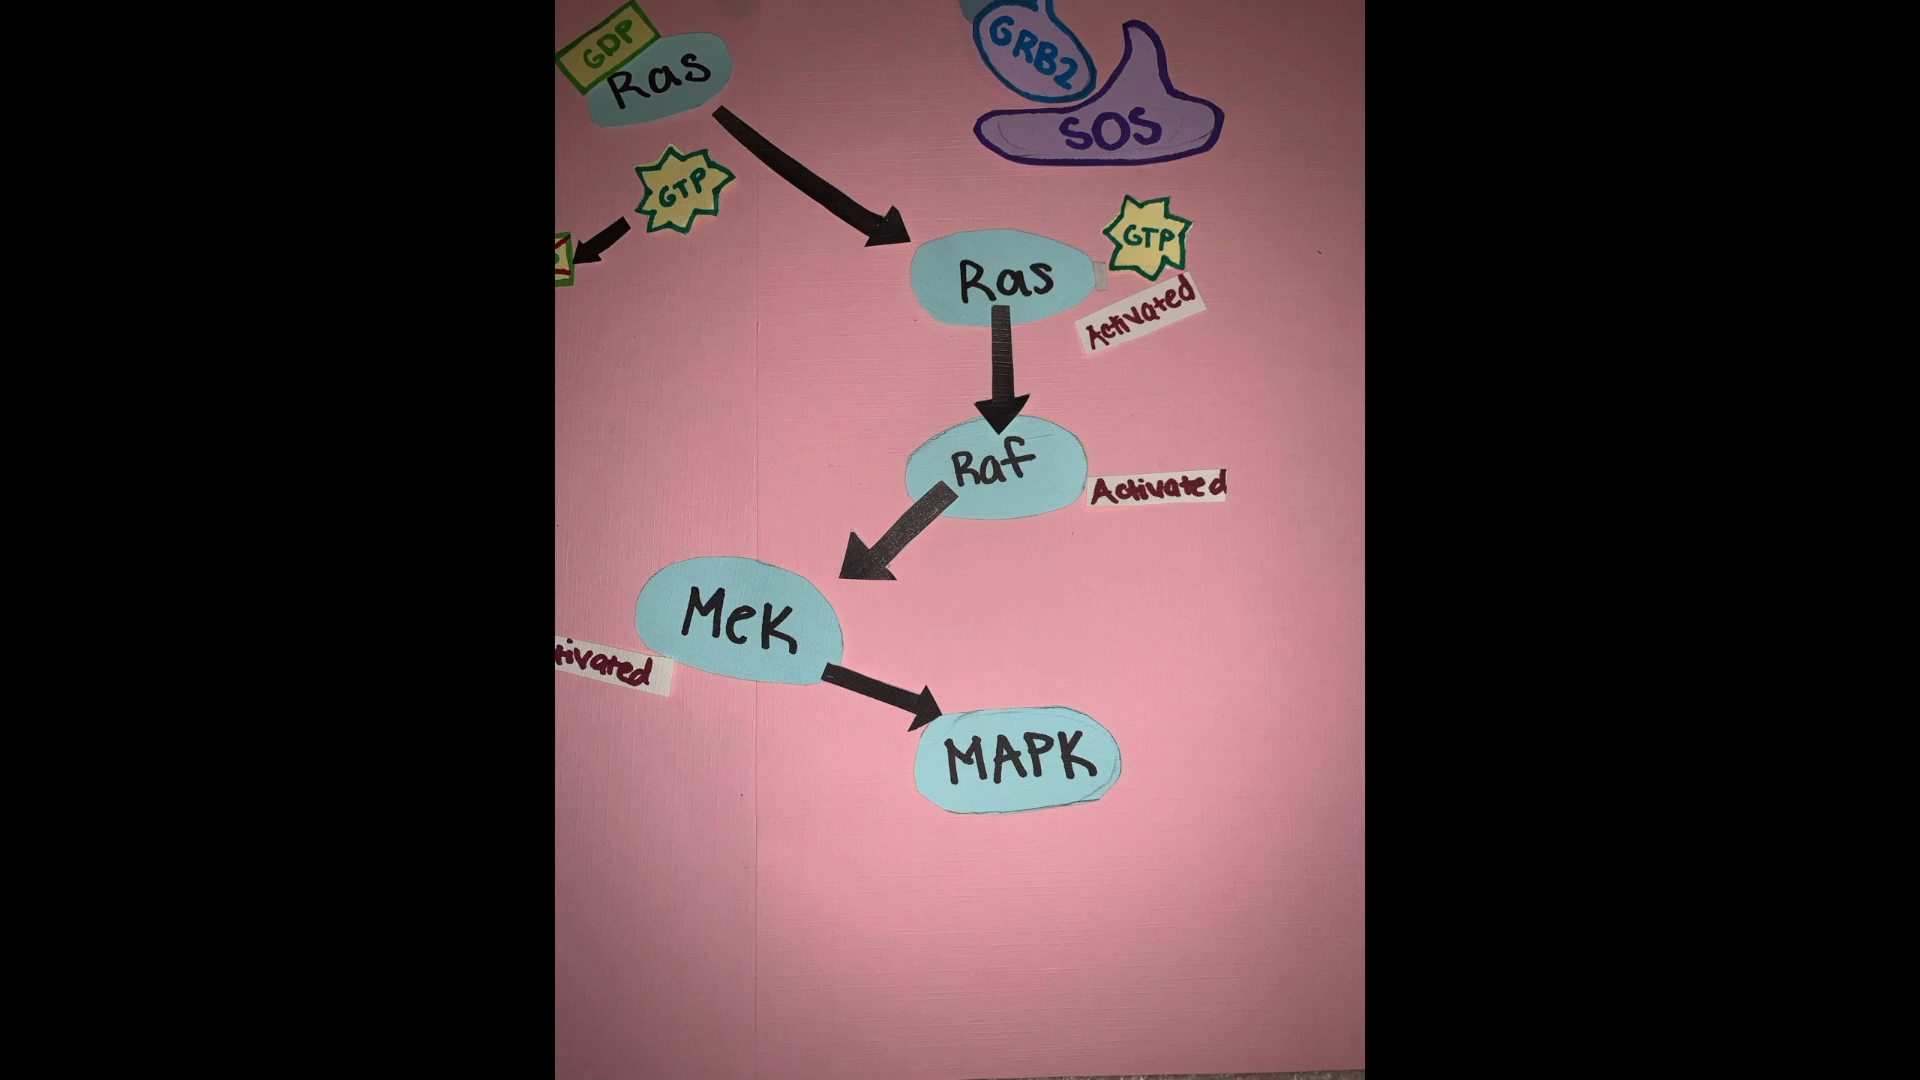 GDP
Ras
GRB2
SOS
GTP
GTP
Ras
Activated
Raf
Activated
Mek
tivated
MAPK